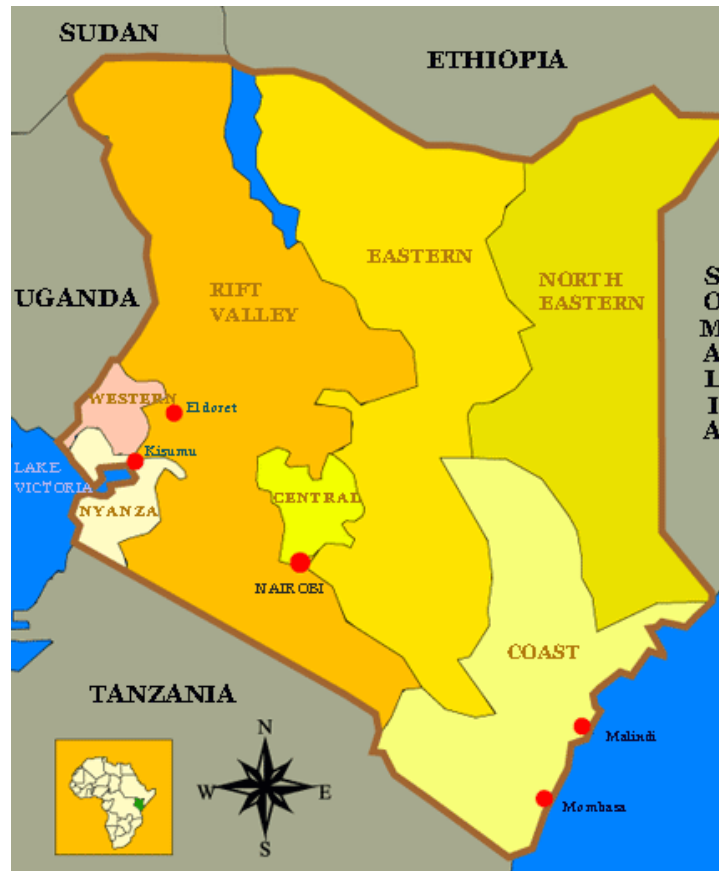 SUDAN
ETHIOPIA
EASTERN
NORTH
EASTERN
RIFT
VALLEY
UGANDA
SOMALIA
WESTERN
Eldoret
Kisumu
LAKE
VICTORIA
CENTRAL
NYANZA
NAIROBI
COAST
TANZANIA
Malindi
Mombasa
N
W
E
S